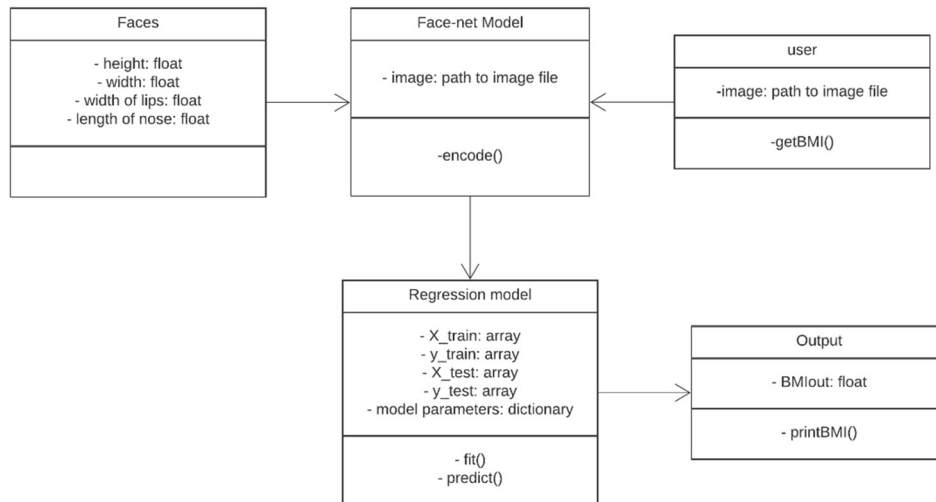 Faces
- height: float
- width: float
- width of lips: float
- length of nose: float
Face-net Model
- image: path to image file
-encode()
user
-image: path to image file
-getBMI()
Regression model
- X_train: array
- y_train: array
- X_test: array
- y_test: array
- model parameters: dictionary
- fit()
- predict()
Output
- BMIout: float
- printBMI()